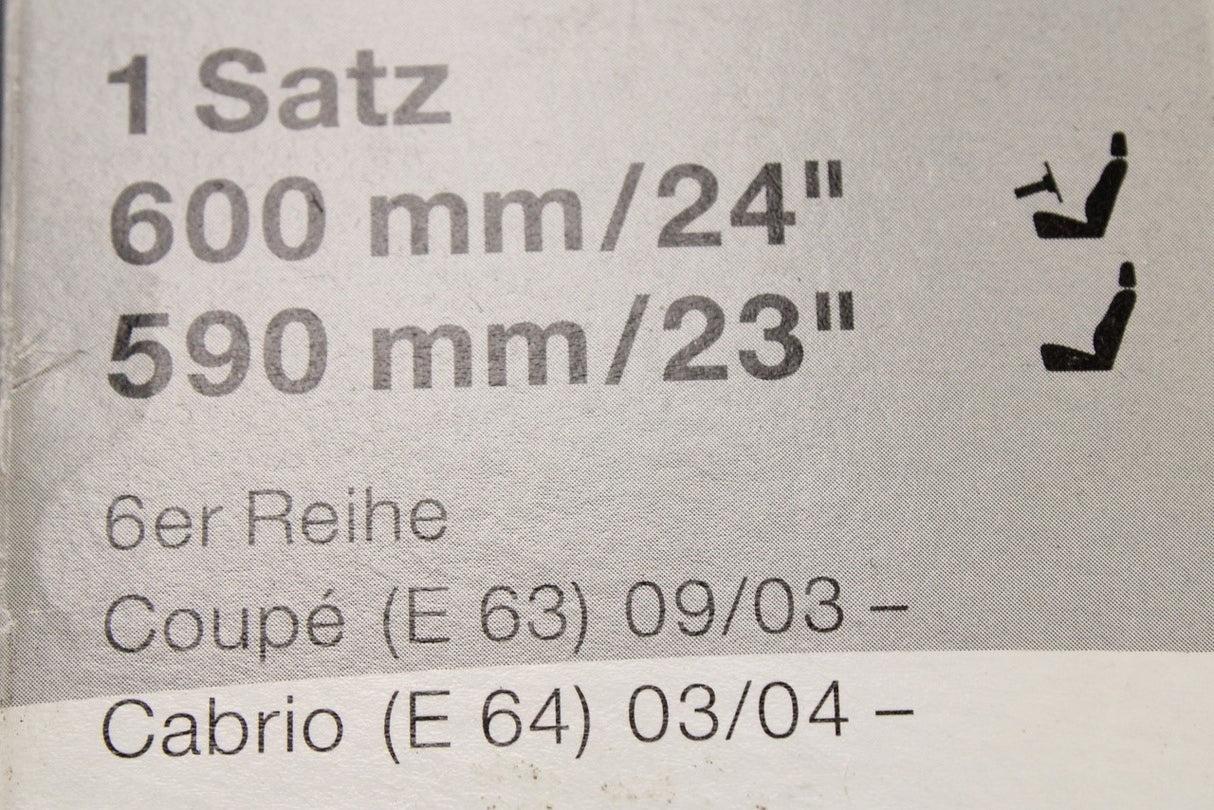 1 Satz
600 mm/24"
590 mm/23"
6er Reihe
Coupé (E 63) 09/03 –
Cabrio (E 64) 03/04 –